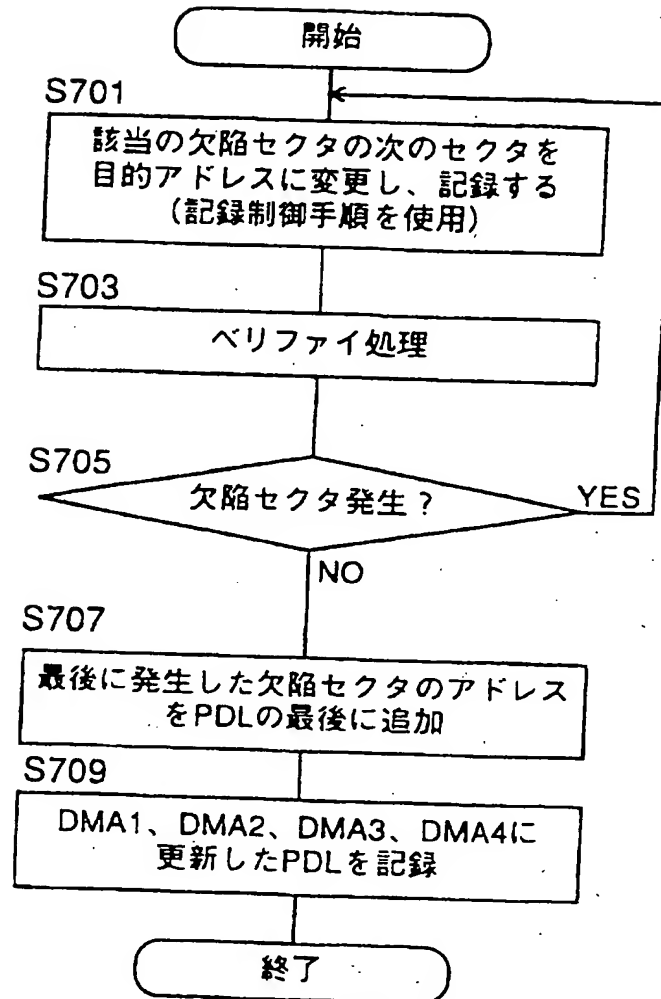 開始
S701
該当の欠陥セクタの次のセクタを
目的アドレスに変更し、記録する
(記録制御手順を使用)
S703
ベリファイ処理
S705
欠陥セクタ発生?
YES
NO
S707
最後に発生した欠陥セクタのアドレス
をPDLの最後に追加
S709
DMA1、DMA2、DMA3、DMA4に
更新したPDLを記録
終了